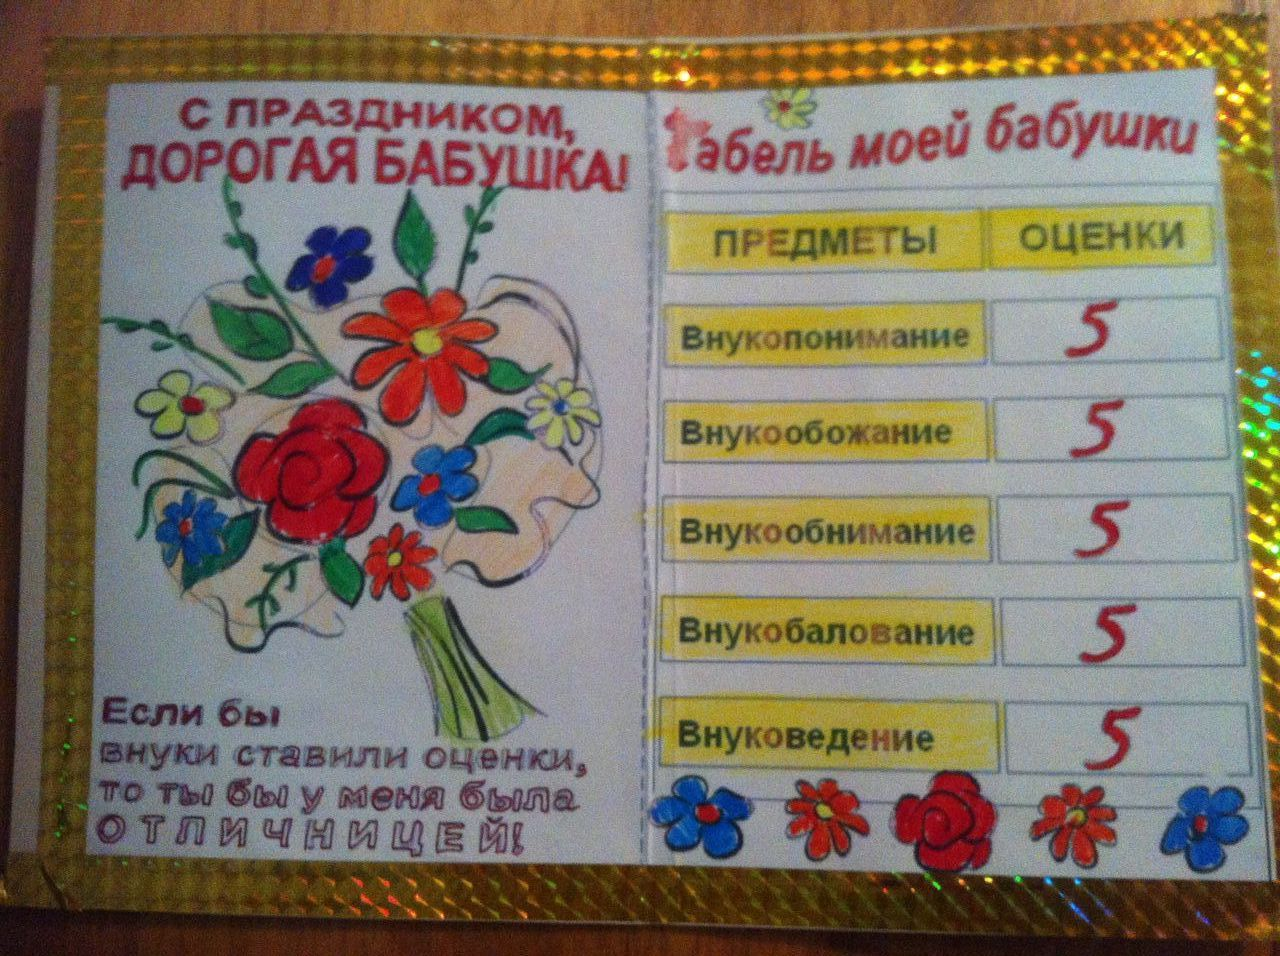 С ПРАЗДНИКОМ,
ДОРОГАЯ БАБУШКА!
Если бы
внуки ставили оценки,
то ты бы у меня была
ОТЛИЧНИЦЕЙ!
Табель моей бабушки
ПРЕДМЕТЫ ОЦЕНКИ
Внукопонимание 5
Внукообожание 5
Внукообнимание 5
Внукобалование 5
Внуковедение 5